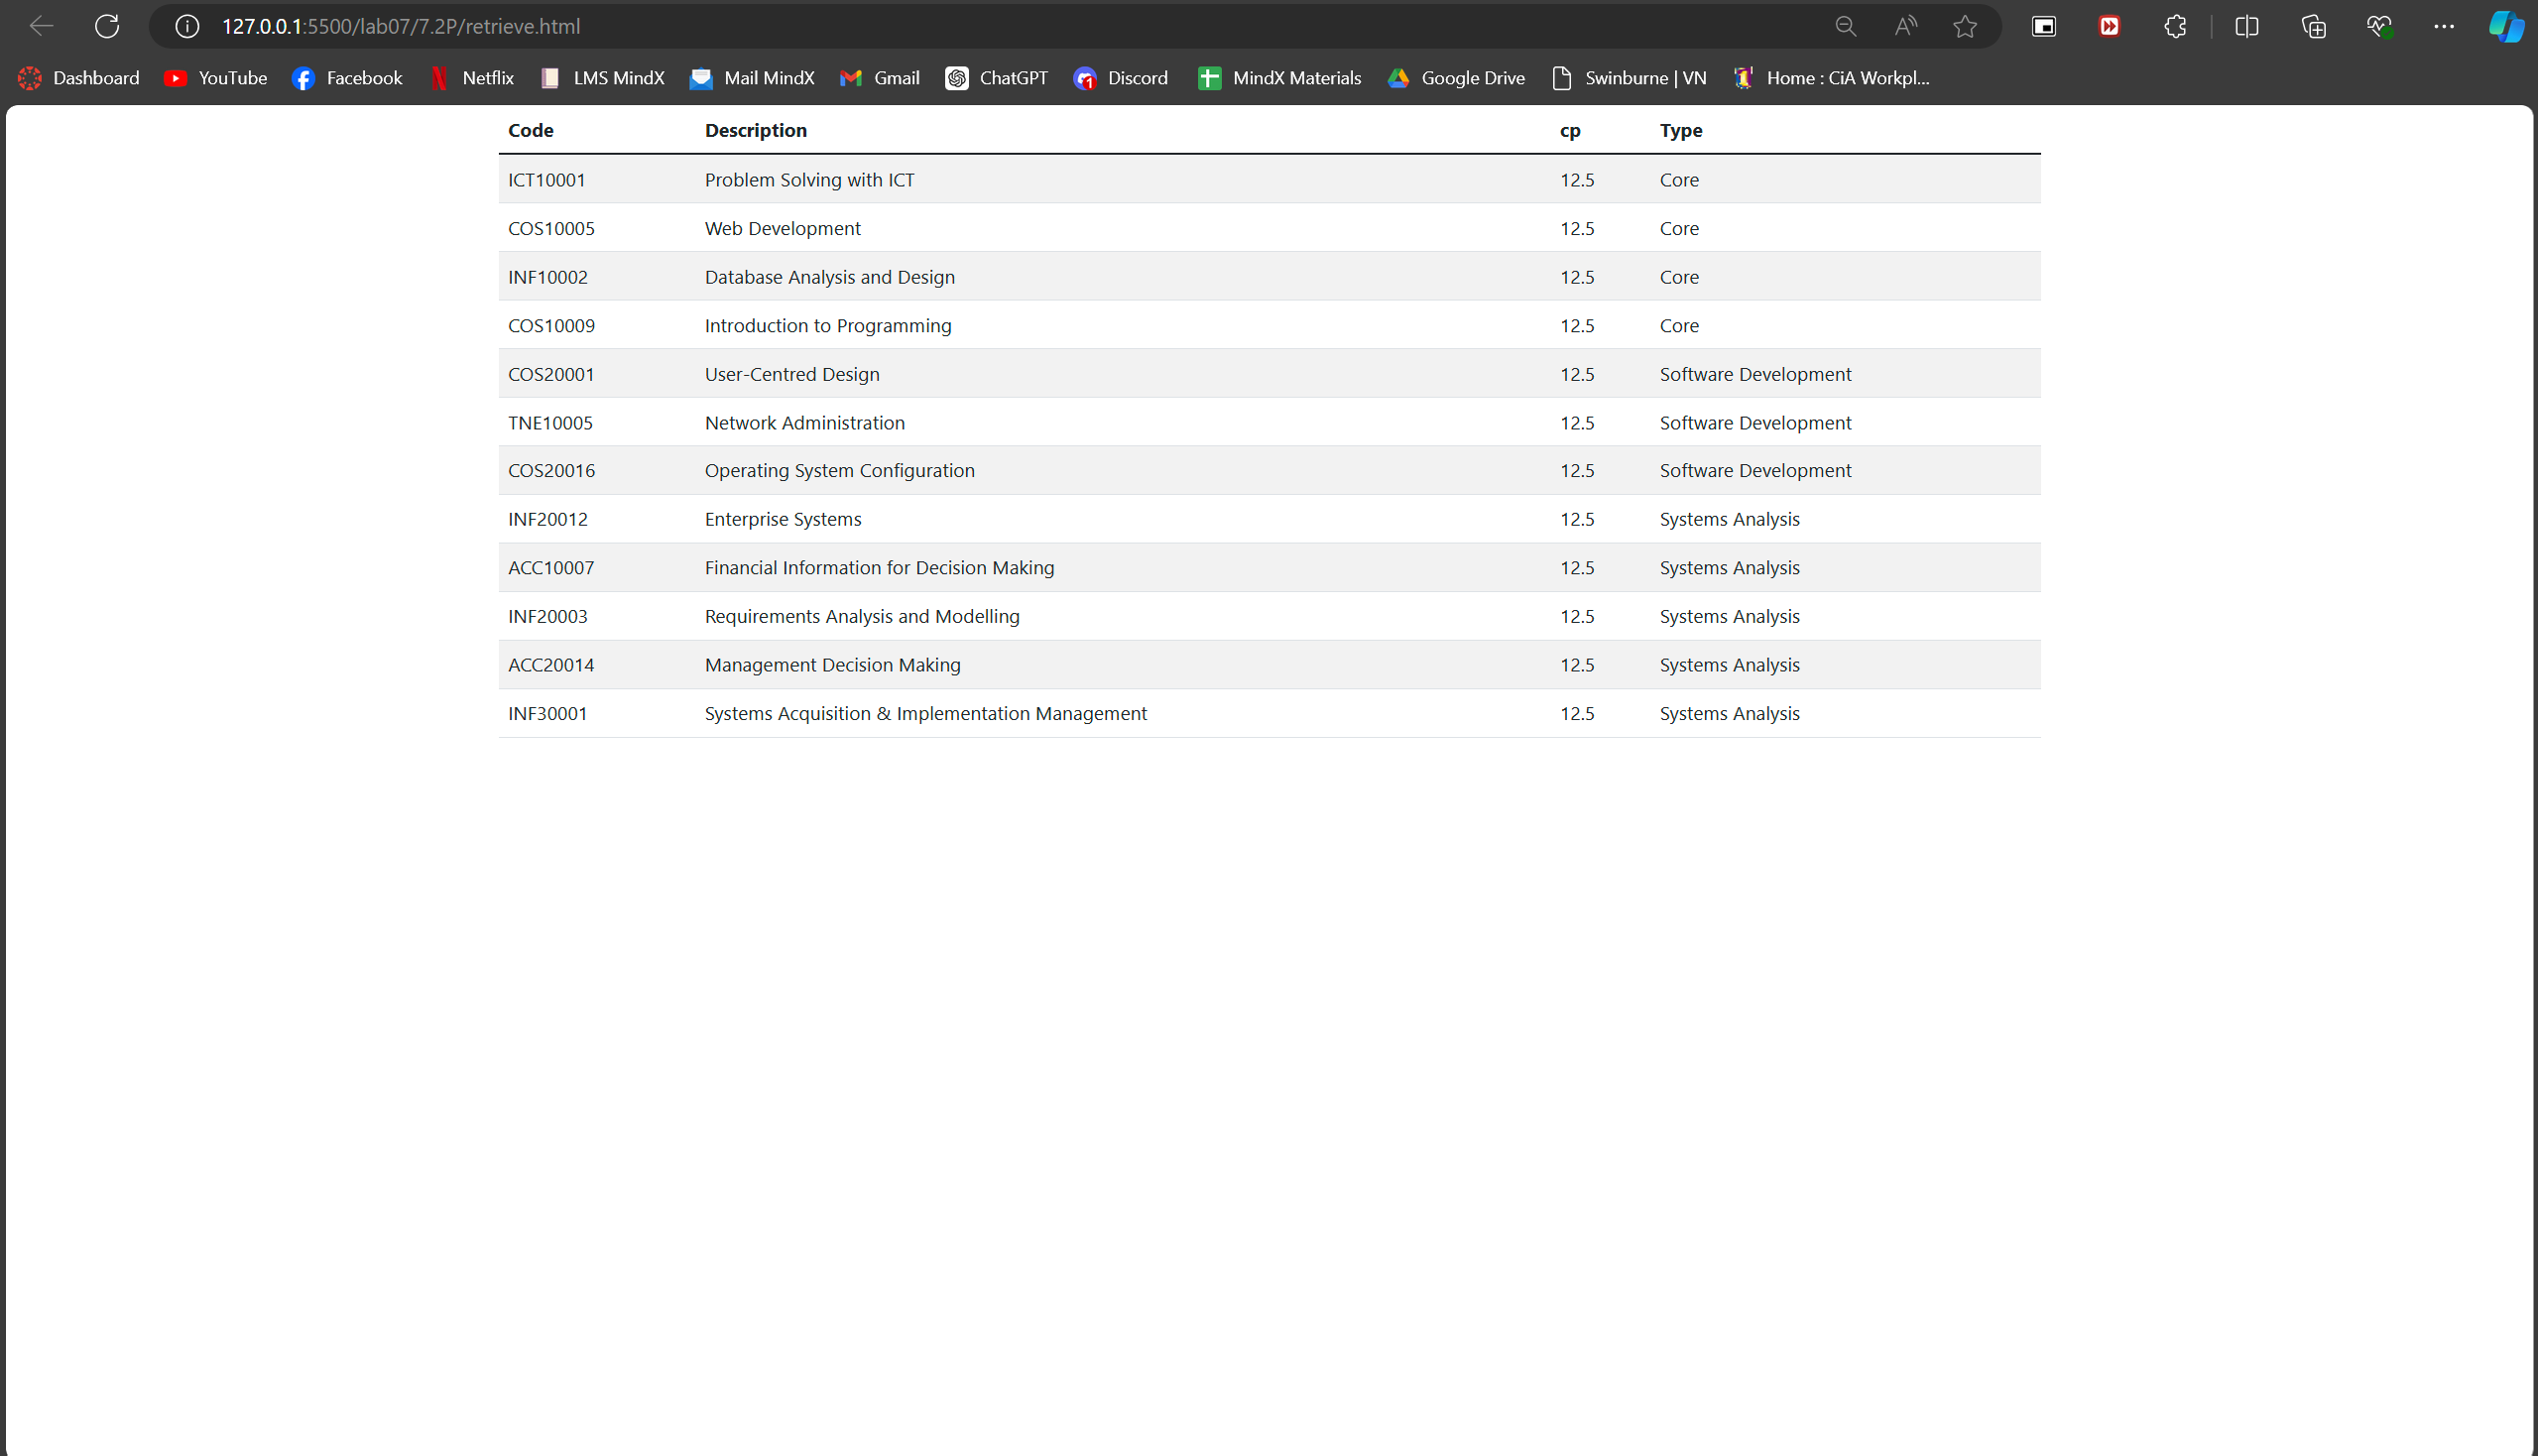 127.0.0.1:5500/lab07/7.2P/retrieve.html
Dashboard YouTube Facebook Netflix LMS MindX Mail MindX Gmail ChatGPT Discord MindX Materials Google Drive Swinburne | VN Home : CiA Workpl...
Code Description cp Type
ICT10001 Problem Solving with ICT 12.5 Core
COS10005 Web Development 12.5 Core
INF10002 Database Analysis and Design 12.5 Core
COS10009 Introduction to Programming 12.5 Core
COS20001 User-Centred Design 12.5 Software Development
TNE10005 Network Administration 12.5 Software Development
COS20016 Operating System Configuration 12.5 Software Development
INF20012 Enterprise Systems 12.5 Systems Analysis
ACC10007 Financial Information for Decision Making 12.5 Systems Analysis
INF20003 Requirements Analysis and Modelling 12.5 Systems Analysis
ACC20014 Management Decision Making 12.5 Systems Analysis
INF30001 Systems Acquisition & Implementation Management 12.5 Systems Analysis